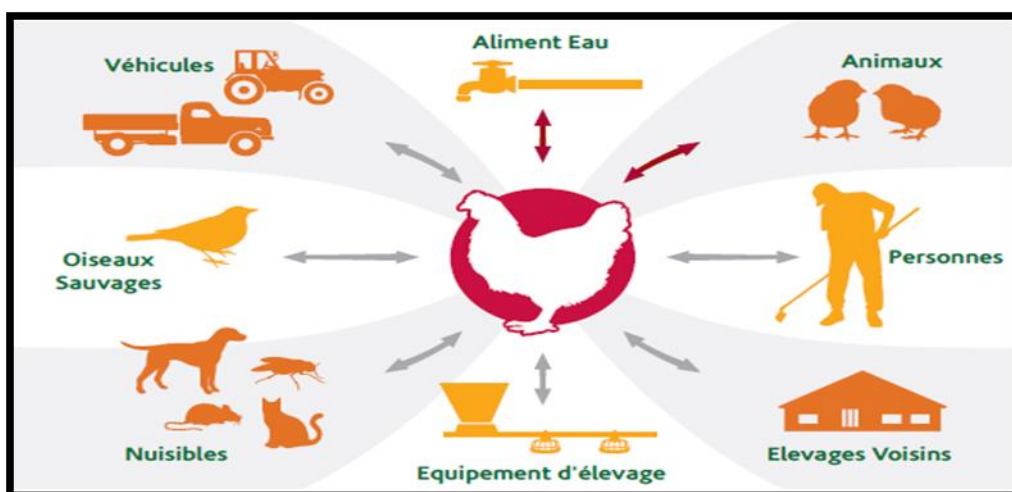 Véhicules
Aliment Eau
Animaux
Oiseaux
Sauvages
Personnes
Nuisibles
Equipement d'élevage
Elevages Voisins